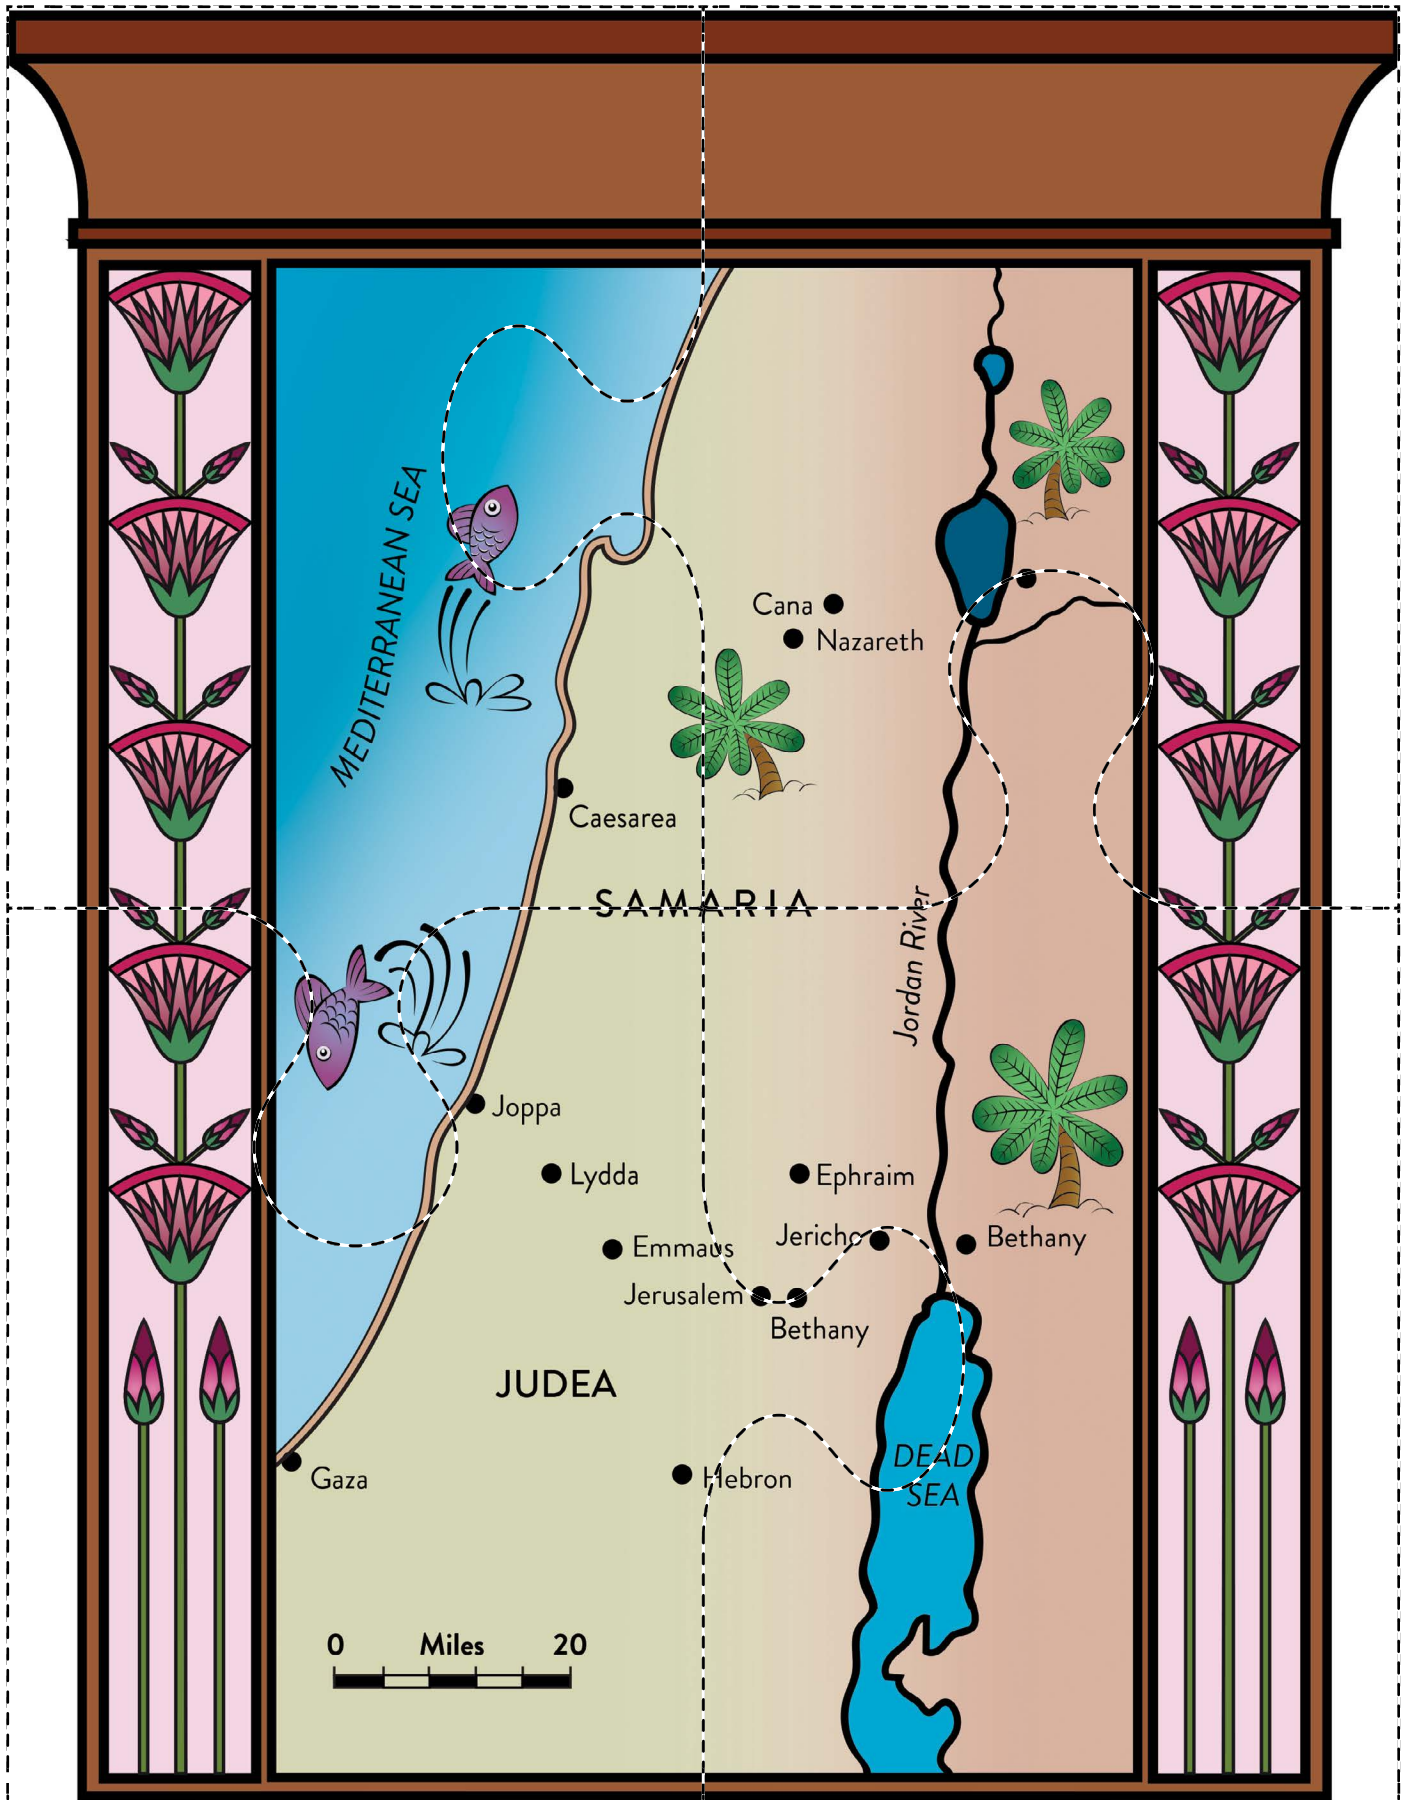 MEDITERRANEAN SEA
Cana
Nazareth
Caesarea
SAMARIA
Jordan River
Joppa
Lydda
Ephraim
Jericho
Bethany
Emmaus
Jerusalem
Bethany
JUDEA
DEAD
SEA
Gaza
Hebron
0 Miles 20